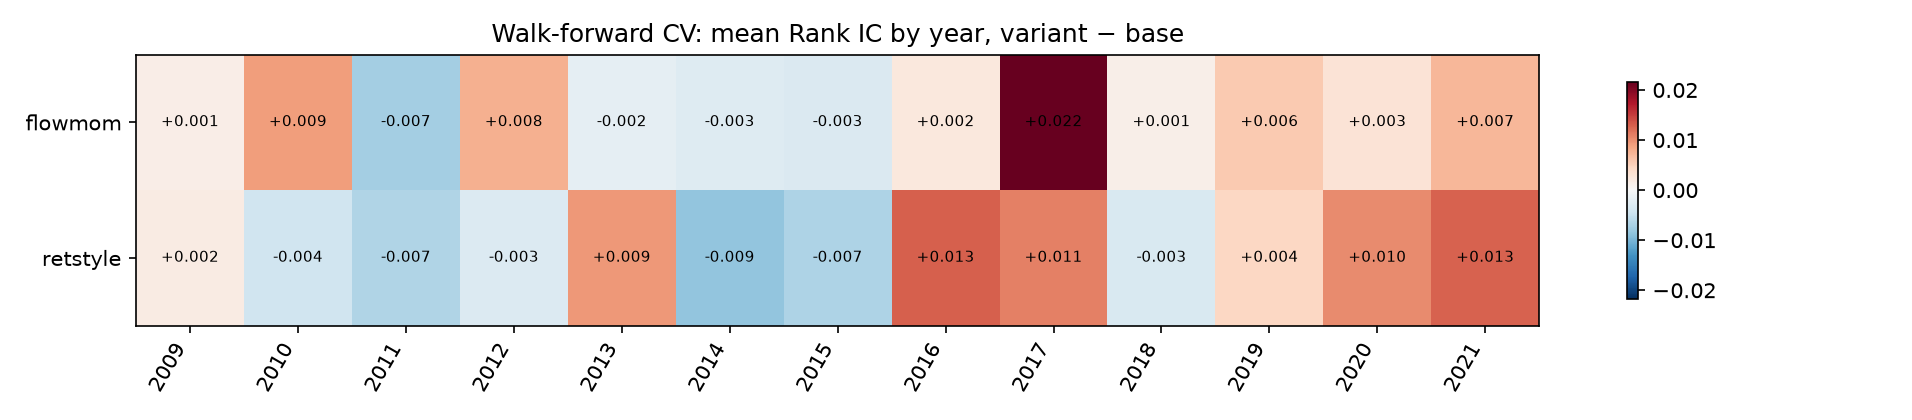 Walk-forward CV: mean Rank IC by year, variant − base
flowmom +0.001 +0.009 -0.007 +0.008 -0.002 -0.003 -0.003 +0.002 +0.022 +0.001 +0.006 +0.003 +0.007
retstyle +0.002 -0.004 -0.007 -0.003 +0.009 -0.009 -0.007 +0.013 +0.011 -0.003 +0.004 +0.010 +0.013
2009 2010 2011 2012 2013 2014 2015 2016 2017 2018 2019 2020 2021
0.02
0.01
0.00
−0.01
−0.02